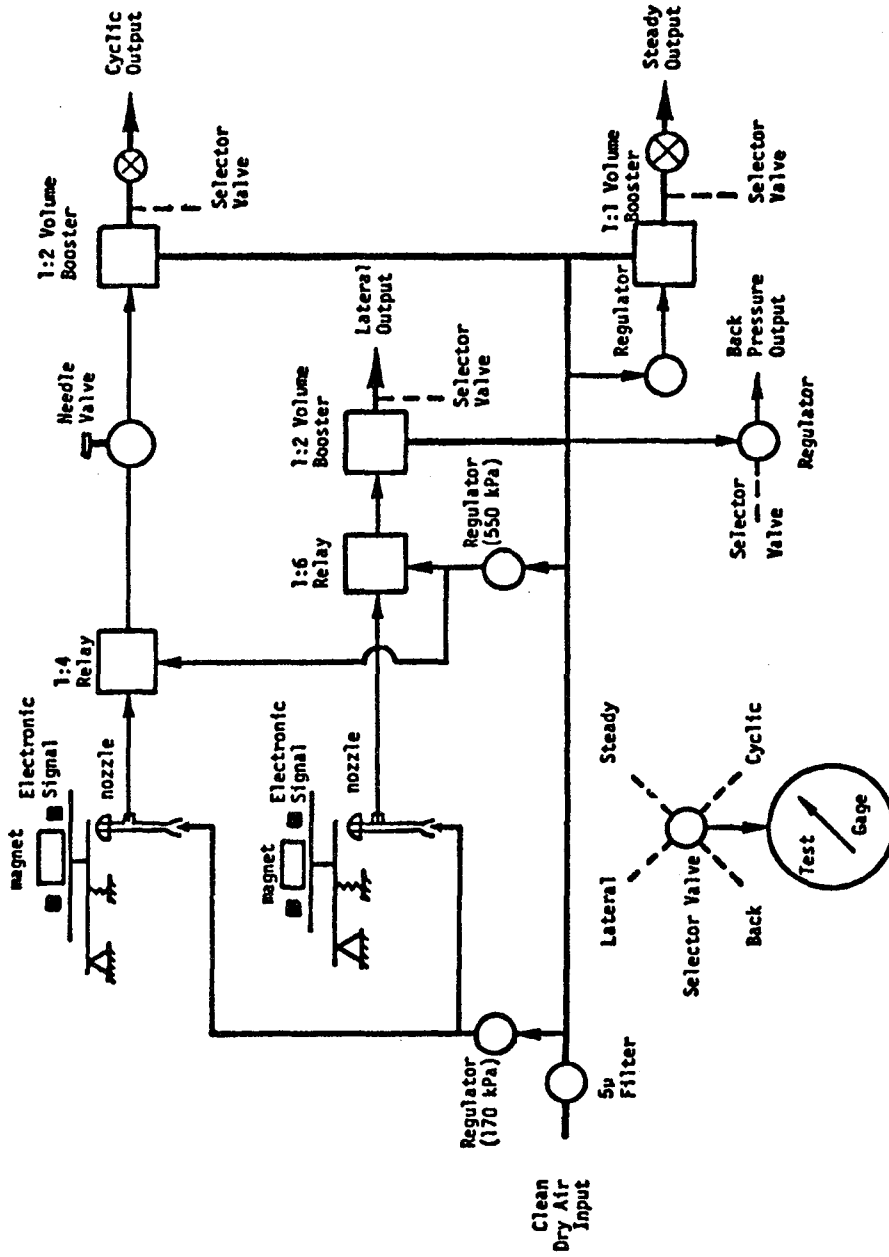 Cyclic
Output
Selector
Valve
1:2 Volume
Booster
Needle
Valve
1:4
Relay
Electronic
Signal
magnet
nozzle
Lateral
Output
Selector
Valve
1:2 Volume
Booster
1:6
Relay
Regulator
(550 kPa)
Electronic
Signal
magnet
nozzle
Steady
Output
Selector
Valve
1:1 Volume
Booster
Regulator
Back
Pressure
Output
Regulator
Selector
Valve
Regulator
(170 kPa)
5μ
Filter
Clean
Dry Air
Input
Lateral
Steady
Selector Valve
Back
Cyclic
Test
Gage